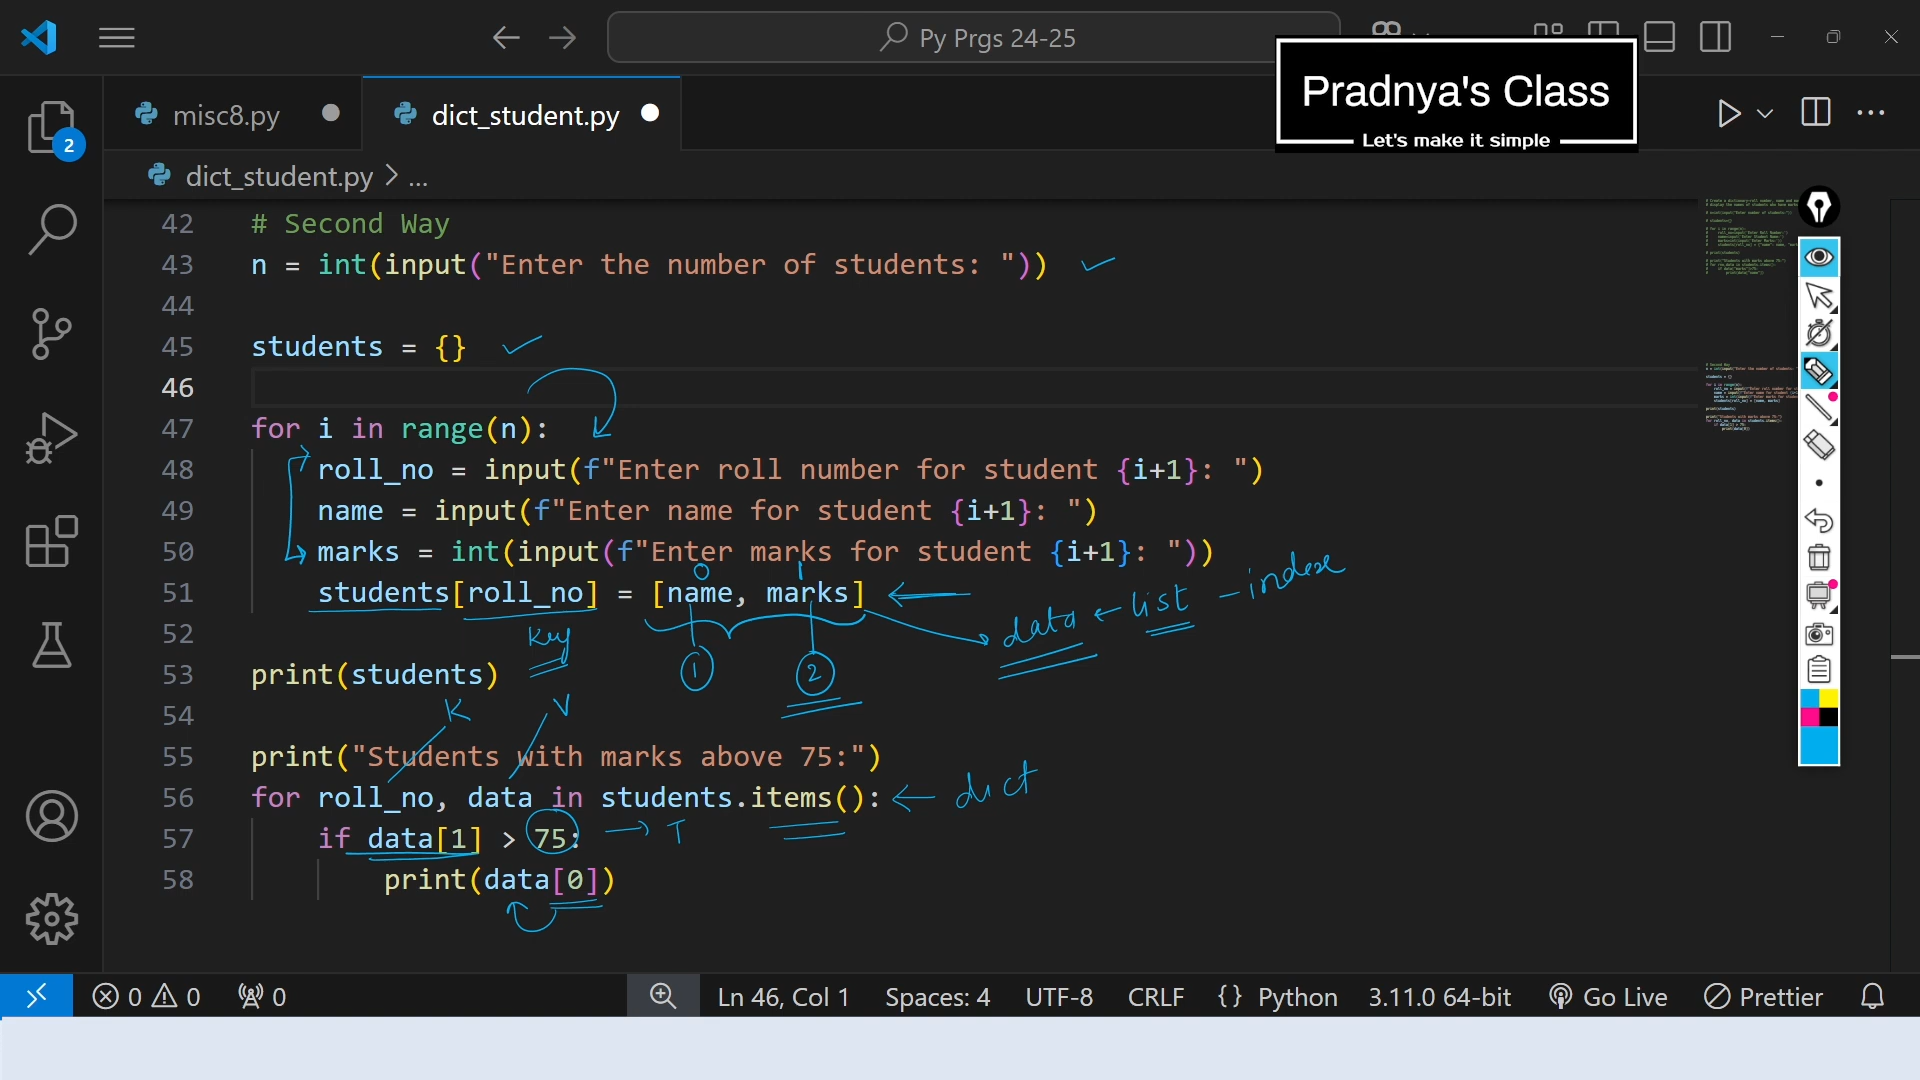 Py Prgs 24-25
Pradnya's Class
Let's make it simple
misc8.py
dict_student.py
2
dict_student.py > ...
42 # Second Way
43 n = int(input("Enter the number of students: "))
44
45 students = {}
46
47 for i in range(n):
48 roll_no = input(f"Enter roll number for student {i+1}: ")
49 name = input(f"Enter name for student {i+1}: ")
50 marks = int(input(f"Enter marks for student {i+1}: "))
0 1
51 students[roll_no] = [name, marks]
data ← list - index
52
key
1 2
53 print(students)
K V
54
55 print("Students with marks above 75:")
56 for roll_no, data in students.items():
← dict
57 if data[1] > 75:
→ T
58 print(data[0])
0 0 0 Ln 46, Col 1 Spaces: 4 UTF-8 CRLF {} Python 3.11.0 64-bit Go Live Prettier